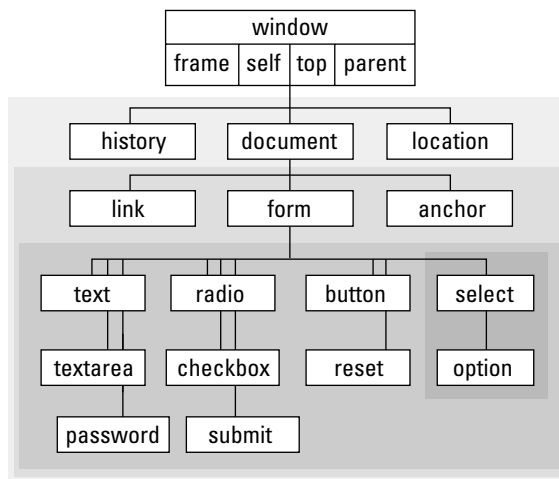 window
frame self top parent
history document location
link form anchor
text radio button select
textarea checkbox reset option
password submit